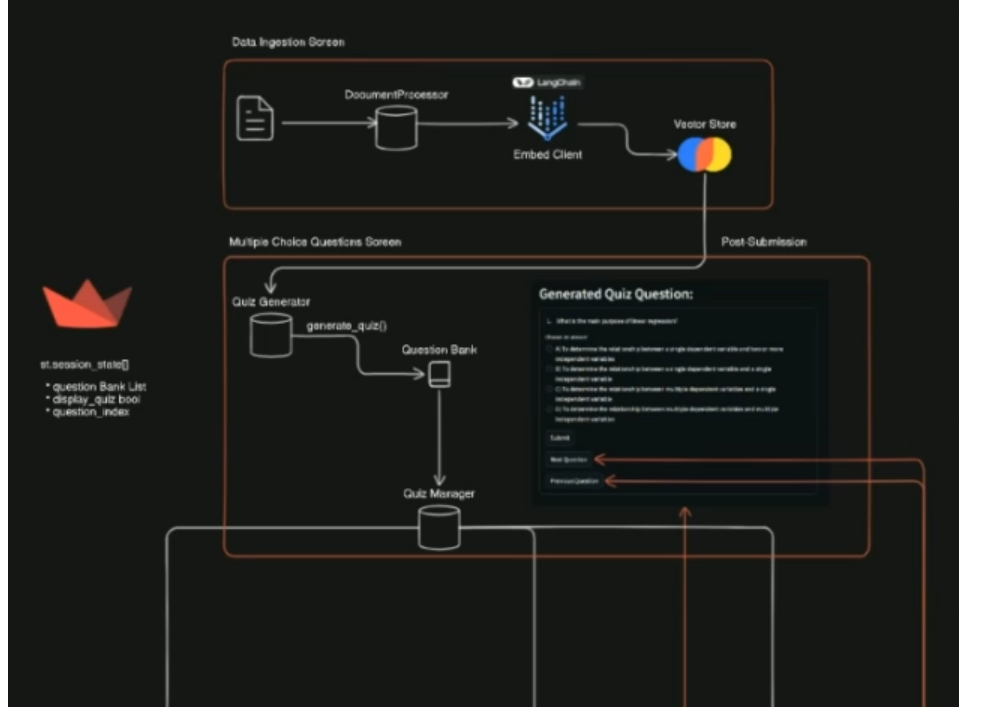 Data Ingestion Screen
DocumentProcessor
LangChain
Embed Client
Vector Store
Multiple Choice Questions Screen
Post-Submission
Quiz Generator
generate_quiz()
Question Bank
Quiz Manager
st.session_state[]
* question Bank List
* display_quiz bool
* question_index
Generated Quiz Question:
1. What is the main purpose of linear regression?
Choose an answer
A) To determine the relationship between a single dependent variable and two or more
independent variables
B) To determine the relationship between a single dependent variable and a single
independent variable
C) To determine the relationship between multiple dependent variables and a single
independent variable
D) To determine the relationship between multiple dependent variables and multiple
independent variables
Submit
Next Question
Previous Question